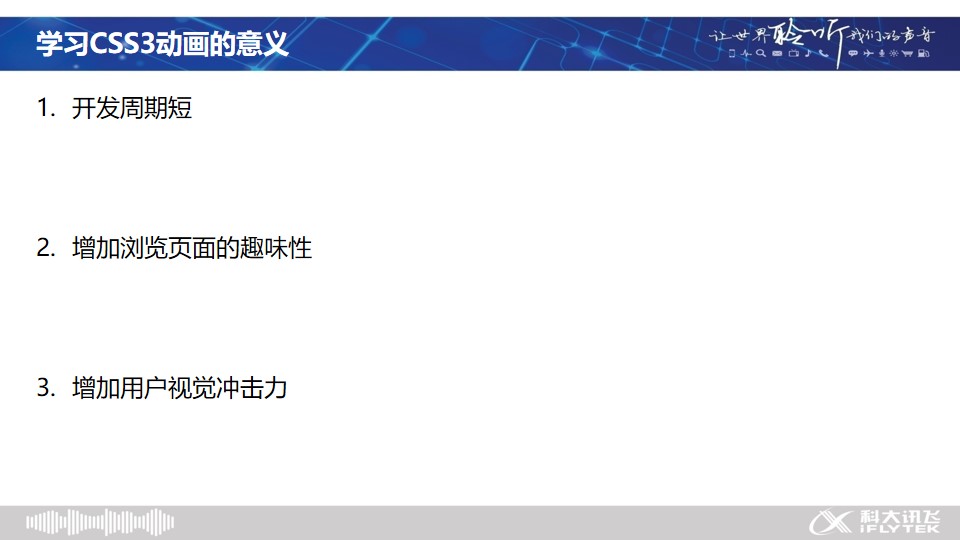 学习CSS3动画的意义
让世界聆听我们的声音
1. 开发周期短
2. 增加浏览页面的趣味性
3. 增加用户视觉冲击力
科大讯飞
iFLYTEK